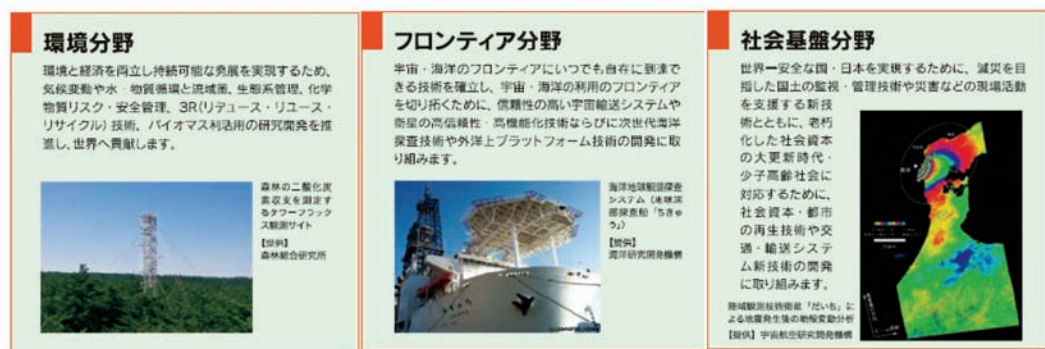 環境分野
環境と経済を両立し持続可能な発展を実現するため、
気候変動や水・物質循環と流域圏、生態系管理、化学
物質リスク・安全管理、3R(リデュース・リユース・
リサイクル)技術、バイオマス利活用の研究開発を推
進し、世界へ貢献します。
森林の二酸化炭
素収支を測定す
るタワーフラック
ス観測サイト
【提供】
森林総合研究所
フロンティア分野
宇宙・海洋のフロンティアにいつでも自在に到達で
きる技術を確立し、宇宙・海洋の利用のフロンティア
を切り拓くために、信頼性の高い宇宙輸送システムや
衛星の高信頼性・高機能化技術ならびに次世代海洋
探査技術や外洋上プラットフォーム技術の開発に取
り組みます。
海洋地球観測探査
システム(地球深
部探査船「ちきゅ
う」)
【提供】
海洋研究開発機構
社会基盤分野
世界一安全な国・日本を実現するために、減災を目
指した国土の監視・管理技術や災害などの現場活動
を支援する新技
術とともに、老朽
化した社会資本
の大更新時代・
少子高齢社会に
対応するために、
社会資本・都市
の再生技術や交
通・輸送システ
ム新技術の開発
に取り組みます。
陸域観測技術衛星「だいち」に
よる地震発生後の地殻変動分析
【提供】宇宙航空研究開発機構